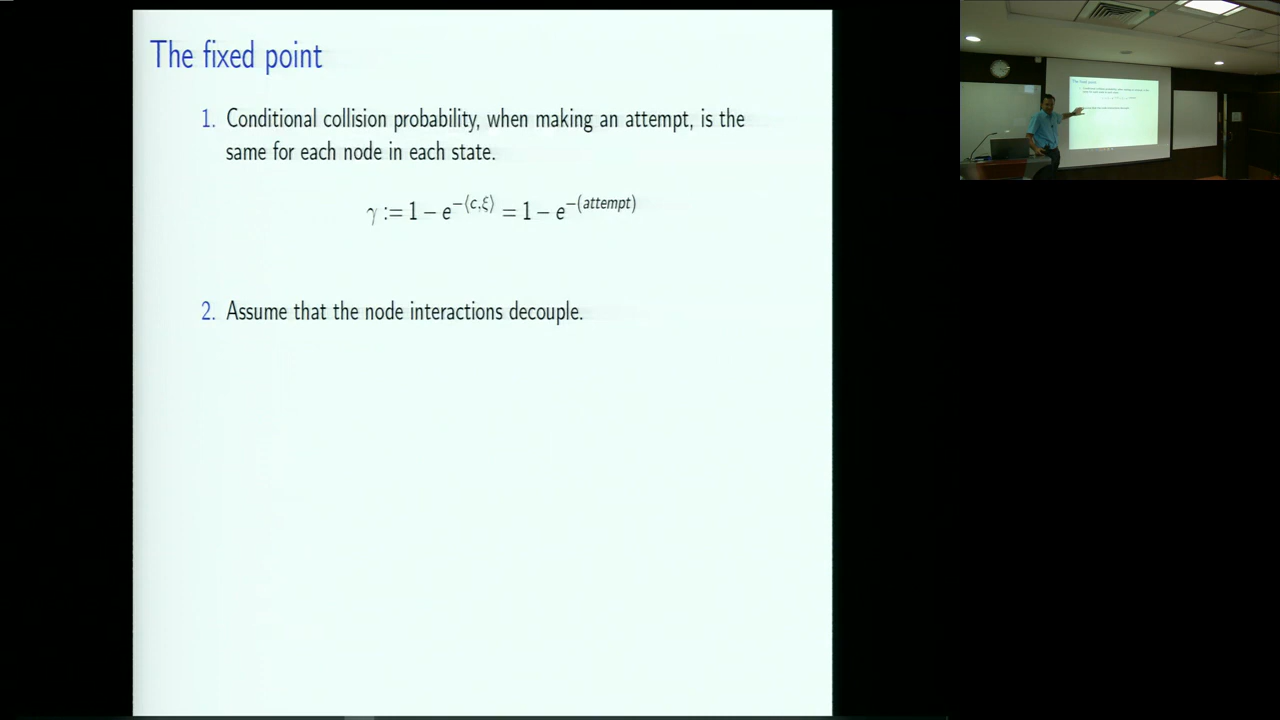 The fixed point
1. Conditional collision probability, when making an attempt, is the
same for each node in each state.
γ := 1 − e^{−⟨c,ξ⟩} = 1 − e^{−(attempt)}
2. Assume that the node interactions decouple.